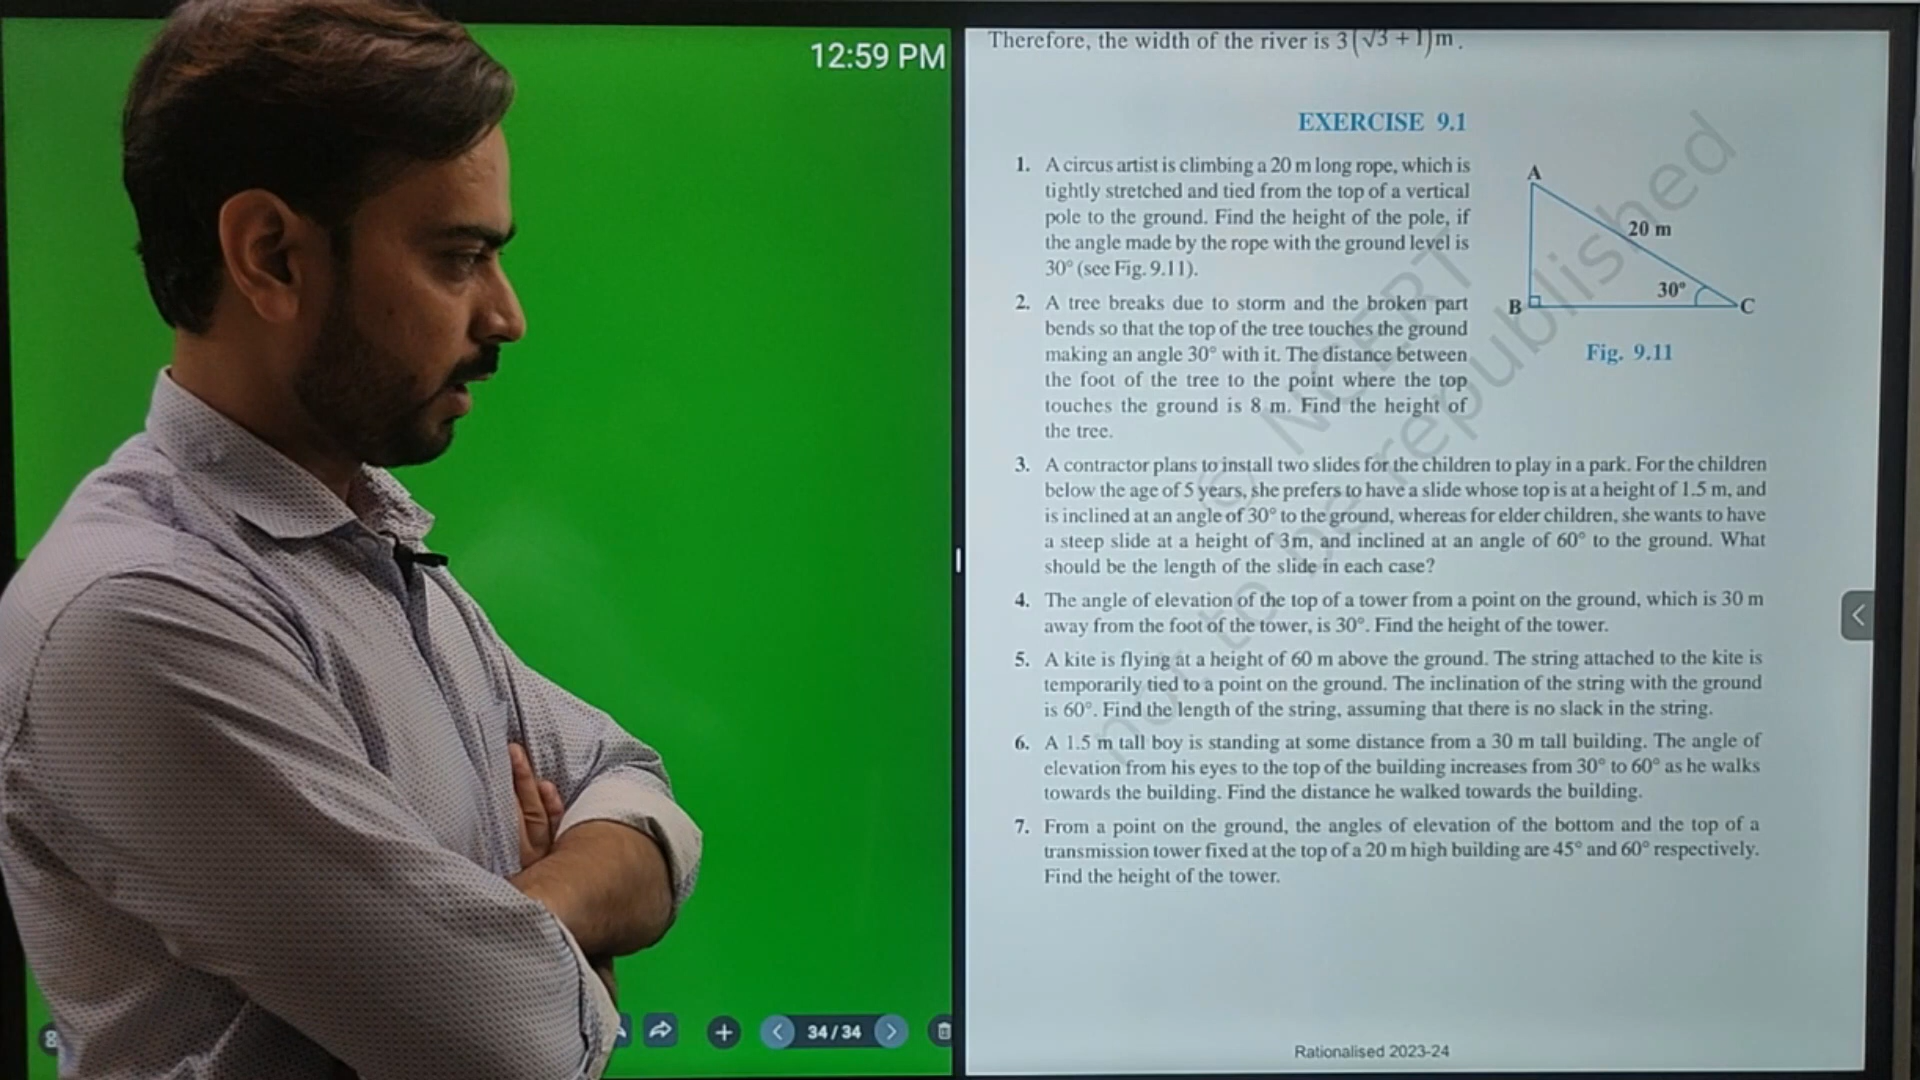 12:59 PM
Therefore, the width of the river is 3(√3 + 1)m.
EXERCISE 9.1
1. A circus artist is climbing a 20 m long rope, which is
tightly stretched and tied from the top of a vertical
pole to the ground. Find the height of the pole, if
the angle made by the rope with the ground level is
30° (see Fig. 9.11).
A
20 m
30°
B
C
Fig. 9.11
2. A tree breaks due to storm and the broken part
bends so that the top of the tree touches the ground
making an angle 30° with it. The distance between
the foot of the tree to the point where the top
touches the ground is 8 m. Find the height of
the tree.
3. A contractor plans to install two slides for the children to play in a park. For the children
below the age of 5 years, she prefers to have a slide whose top is at a height of 1.5 m, and
is inclined at an angle of 30° to the ground, whereas for elder children, she wants to have
a steep slide at a height of 3m, and inclined at an angle of 60° to the ground. What
should be the length of the slide in each case?
4. The angle of elevation of the top of a tower from a point on the ground, which is 30 m
away from the foot of the tower, is 30°. Find the height of the tower.
5. A kite is flying at a height of 60 m above the ground. The string attached to the kite is
temporarily tied to a point on the ground. The inclination of the string with the ground
is 60°. Find the length of the string, assuming that there is no slack in the string.
6. A 1.5 m tall boy is standing at some distance from a 30 m tall building. The angle of
elevation from his eyes to the top of the building increases from 30° to 60° as he walks
towards the building. Find the distance he walked towards the building.
7. From a point on the ground, the angles of elevation of the bottom and the top of a
transmission tower fixed at the top of a 20 m high building are 45° and 60° respectively.
Find the height of the tower.
© NCERT
not to be republished
34/34
Rationalised 2023-24